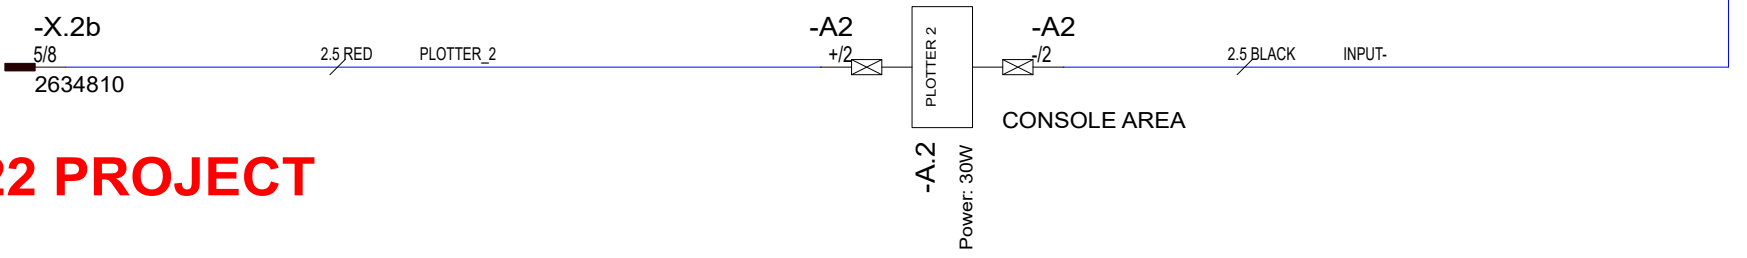 -X.2b
5/8
2634810
2.5 RED
PLOTTER_2
-A2
+/2
PLOTTER 2
-A2
-/2
2.5 BLACK
INPUT-
CONSOLE AREA
-A.2
Power: 30W
22 PROJECT